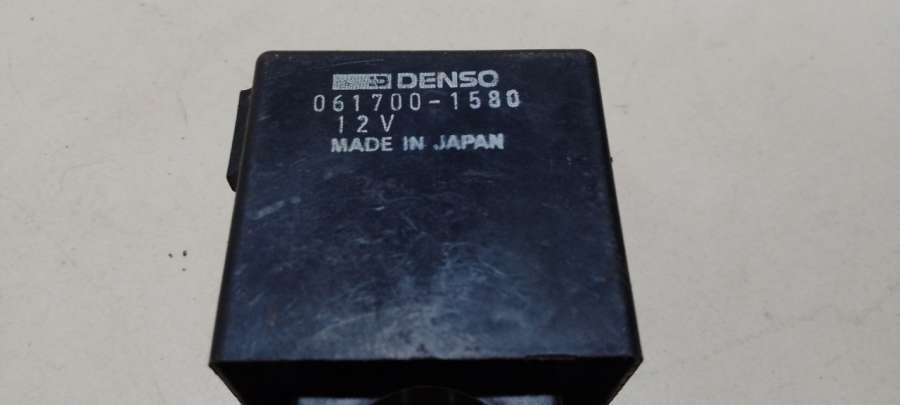 DENSO
061700-1580
12V
MADE IN JAPAN